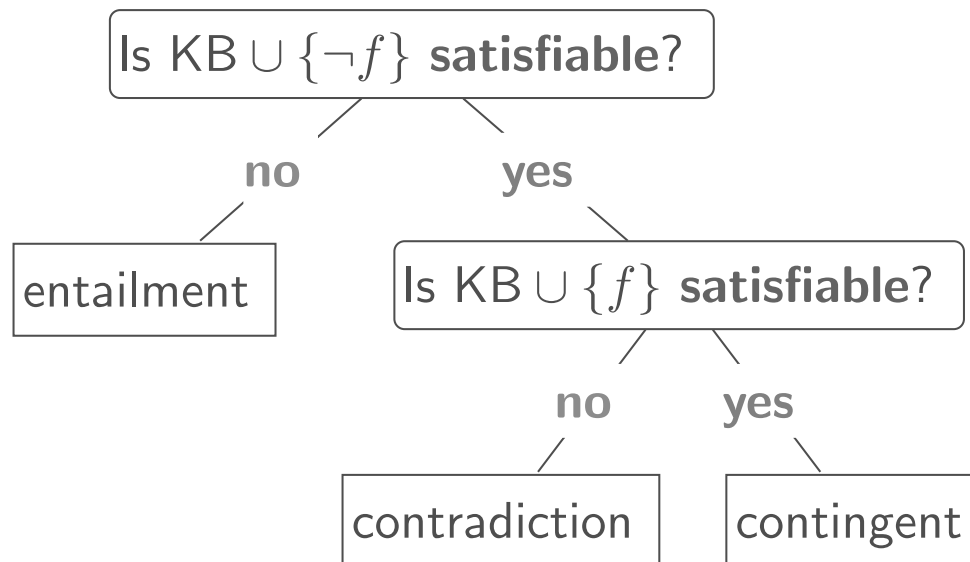 Is KB ∪ {¬f} satisfiable?
no
yes
entailment
Is KB ∪ {f} satisfiable?
no
yes
contradiction
contingent